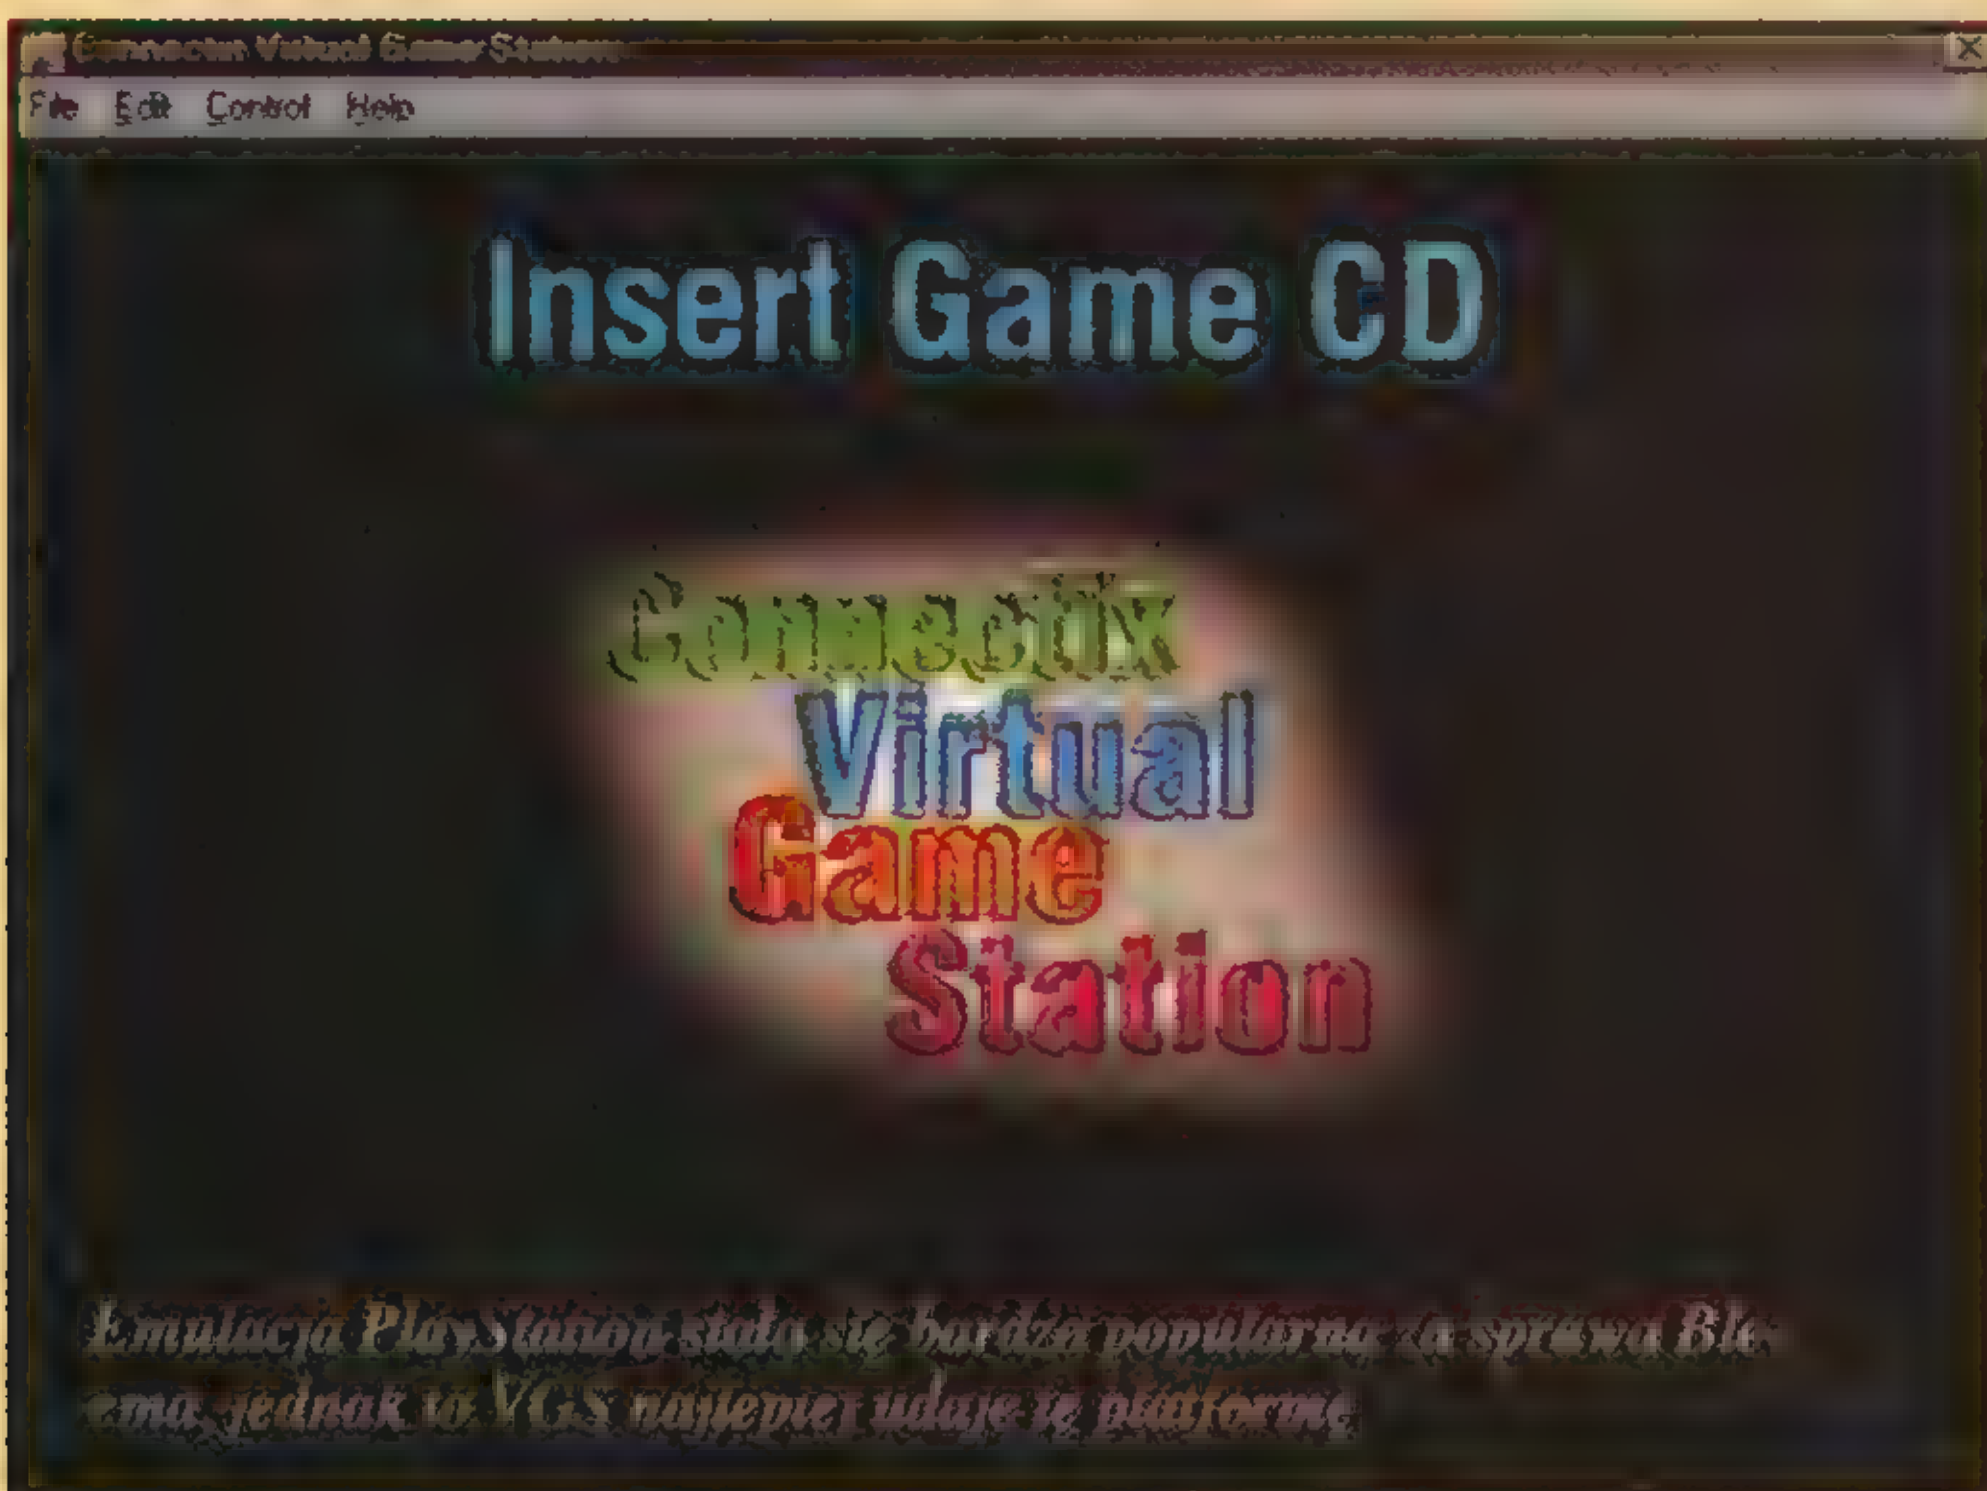 Connectix Virtual Game Station
File Edit Control Help
Insert Game CD
Connectix
Virtual
Game
Station
Emulacja PlayStation stała się bardzo popularna za sprawą Ble-
ema, jednak to VGS najlepiej udaje tę platformę